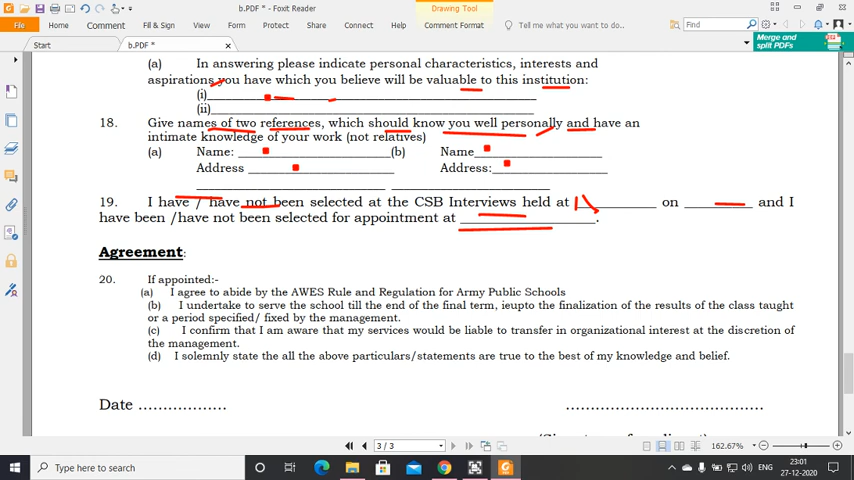 b.PDF * - Foxit Reader
Drawing Tool
File Home Comment Fill & Sign View Form Protect Share Connect Help Comment Format Tell me what you want to do Find
Start b.PDF *
Merge and split PDFs
(a) In answering please indicate personal characteristics, interests and
aspirations you have which you believe will be valuable to this institution:
(i)
(ii)
18. Give names of two references, which should know you well personally and have an
intimate knowledge of your work (not relatives)
(a) Name: (b) Name
Address Address:
19. I have / have not been selected at the CSB Interviews held at on and I
have been /have not been selected for appointment at .
Agreement:
20. If appointed:-
(a) I agree to abide by the AWES Rule and Regulation for Army Public Schools
(b) I undertake to serve the school till the end of the final term, ieupto the finalization of the results of the class taught
or a period specified/ fixed by the management.
(c) I confirm that I am aware that my services would be liable to transfer in organizational interest at the discretion of
the management.
(d) I solemnly state the all the above particulars/statements are true to the best of my knowledge and belief.
Date .................. ........................................
3 / 3 162.67%
Type here to search ENG 23:01
27-12-2020